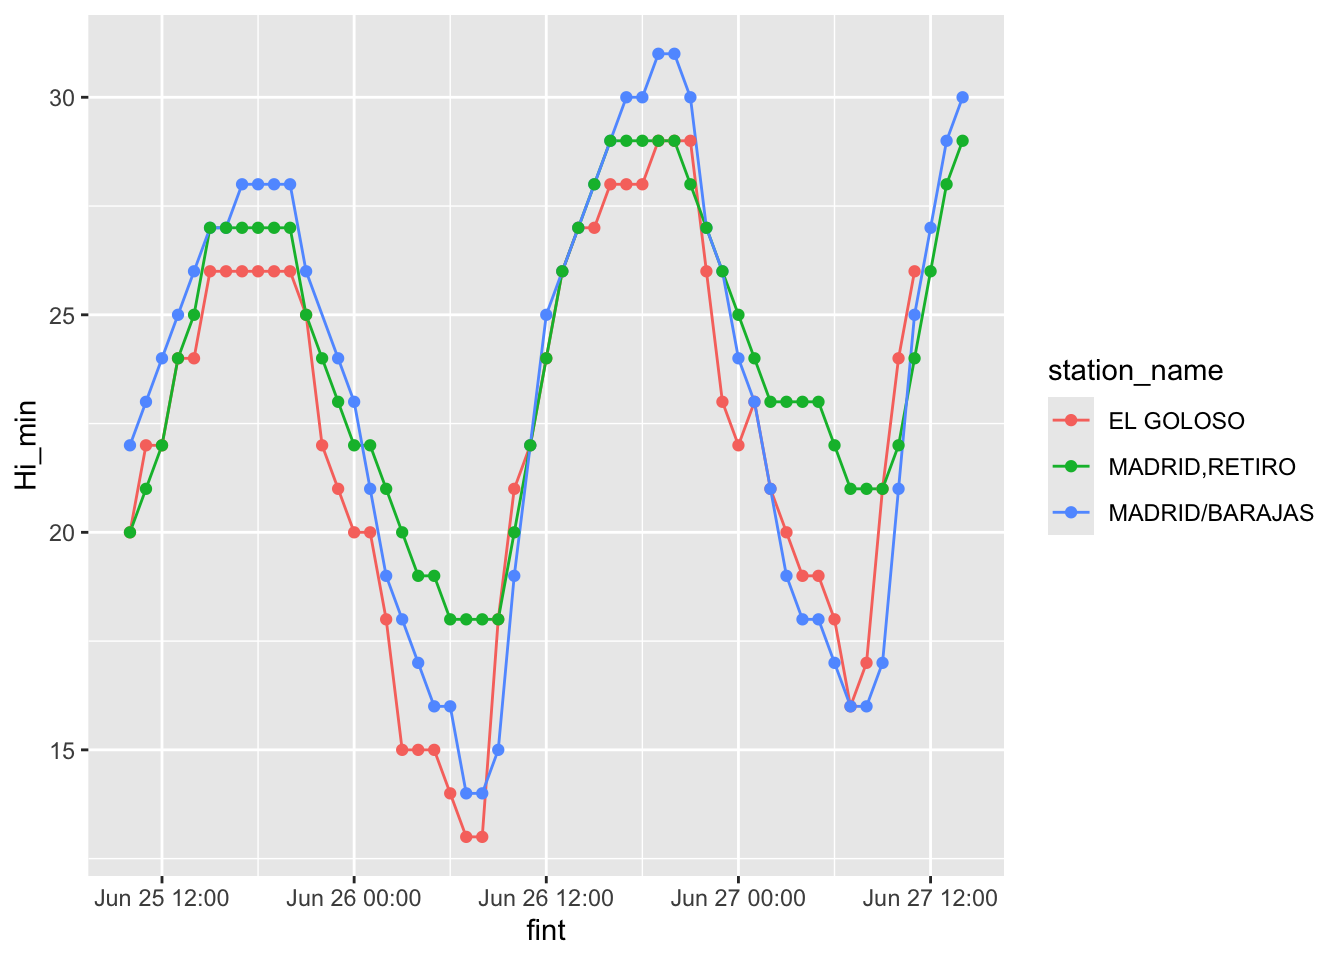 30
25
20
15
Hi_min
Jun 25 12:00
Jun 26 00:00
Jun 26 12:00
Jun 27 00:00
Jun 27 12:00
fint
station_name
EL GOLOSO
MADRID,RETIRO
MADRID/BARAJAS